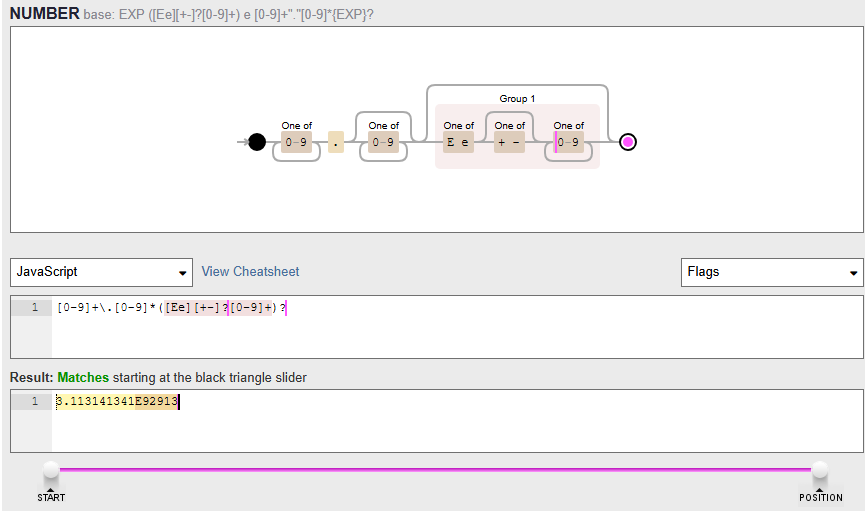 NUMBER base: EXP ([Ee][+-]?[0-9]+) e [0-9]+"."[0-9]*{EXP}?
Group 1
One of One of One of One of One of
0-9 . 0-9 E e + - 0-9
JavaScript View Cheatsheet Flags
1 [0-9]+\.[0-9]*([Ee][+-]?[0-9]+)?
Result: Matches starting at the black triangle slider
1 3.113141341E92913
START POSITION